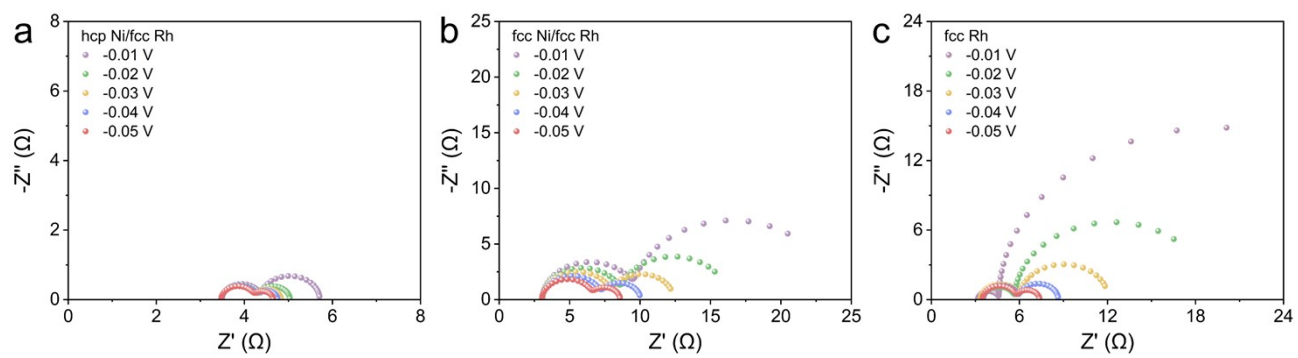 a
hcp Ni/fcc Rh
-0.01 V
-0.02 V
-0.03 V
-0.04 V
-0.05 V
8
6
4
2
0
-Z" (Ω)
0 2 4 6 8
Z' (Ω)
b
fcc Ni/fcc Rh
-0.01 V
-0.02 V
-0.03 V
-0.04 V
-0.05 V
25
20
15
10
5
0
-Z" (Ω)
0 5 10 15 20 25
Z' (Ω)
c
fcc Rh
-0.01 V
-0.02 V
-0.03 V
-0.04 V
-0.05 V
24
18
12
6
0
-Z" (Ω)
0 6 12 18 24
Z' (Ω)